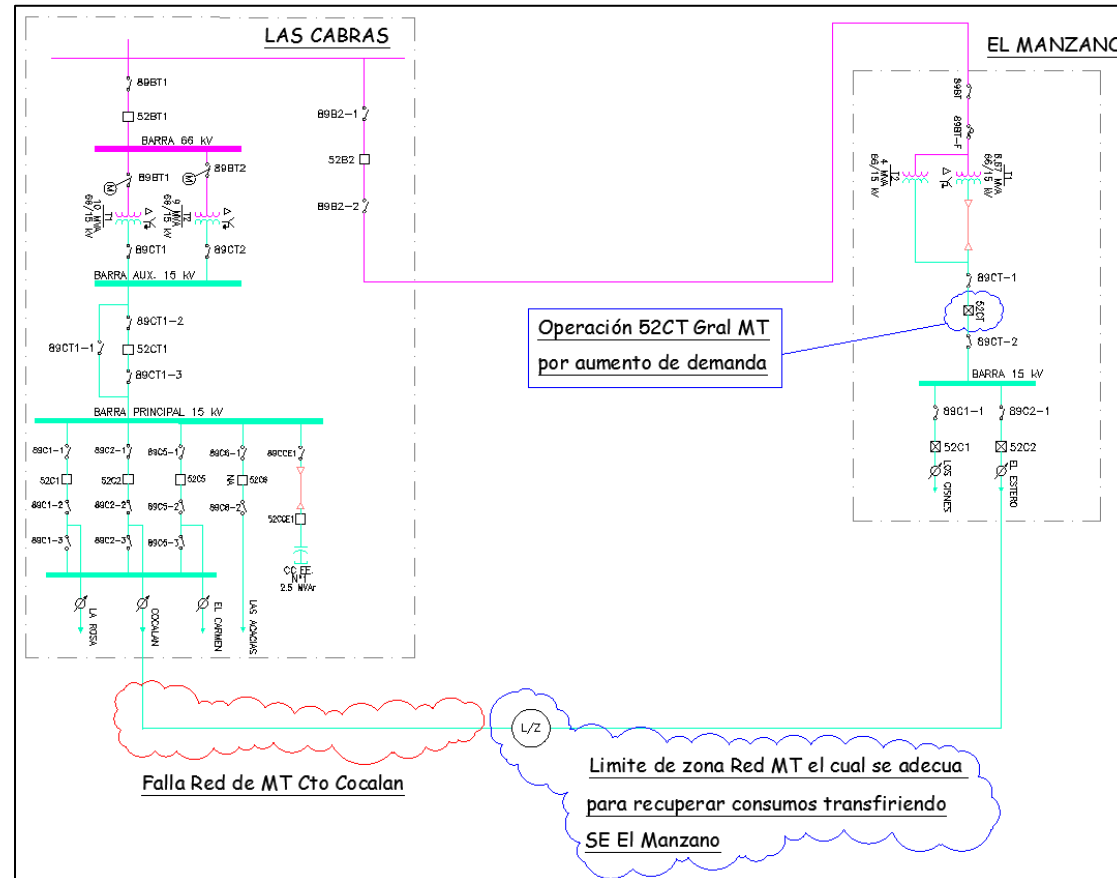 LAS CABRAS
89BT1
52BT1
BARRA 66 kV
89BT1
89BT2
M
M
T1
10 MVA
66/15 kV
T2
9 MVA
66/15 kV
89CT1
89CT2
BARRA AUX. 15 kV
89CT1-2
89CT1-1
52CT1
89CT1-3
BARRA PRINCIPAL 15 kV
89C1-1
89C2-1
89C5-1
89C6-1
89CCE1
52C1
52C2
52C5
NA
52C6
89C1-2
89C2-2
89C5-2
89C6-2
52CCE1
89C1-3
89C2-3
89C5-3
CC.EE.
N°1
2.5 MVAr
LA ROSA
COCALAN
EL CARMEN
LAS ACACIAS
89B2-1
52B2
89B2-2
EL MANZANO
89BT
89BT-F
T2
4 MVA
66/15 kV
T1
66/15 kV
89CT-1
52CT
89CT-2
BARRA 15 kV
89C1-1
89C2-1
52C1
52C2
LOS CISNES
EL ESTERO
Operación 52CT Gral MT
por aumento de demanda
L/Z
Falla Red de MT Cto Cocalan
Limite de zona Red MT el cual se adecua
para recuperar consumos transfiriendo
SE El Manzano